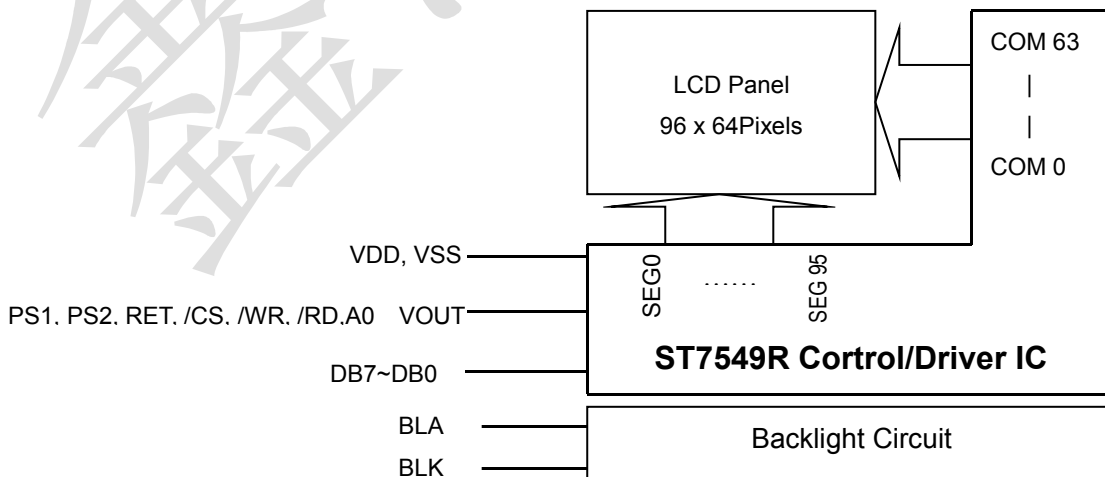 COM 63
|
|
COM 0
LCD Panel
96 x 64Pixels
VDD, VSS
PS1, PS2, RET, /CS, /WR, /RD,A0 VOUT
DB7~DB0
SEG0
......
SEG 95
ST7549R Cortrol/Driver IC
BLA
BLK
Backlight Circuit